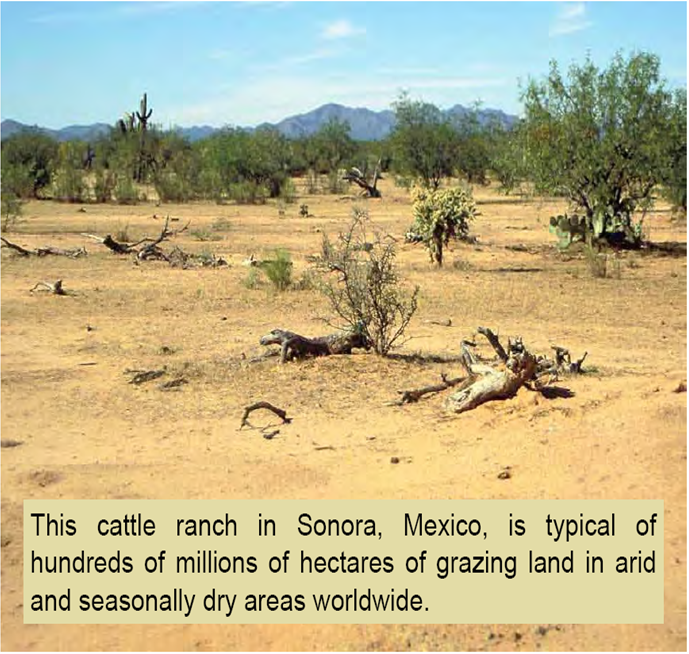 This cattle ranch in Sonora, Mexico, is typical of
hundreds of millions of hectares of grazing land in arid
and seasonally dry areas worldwide.